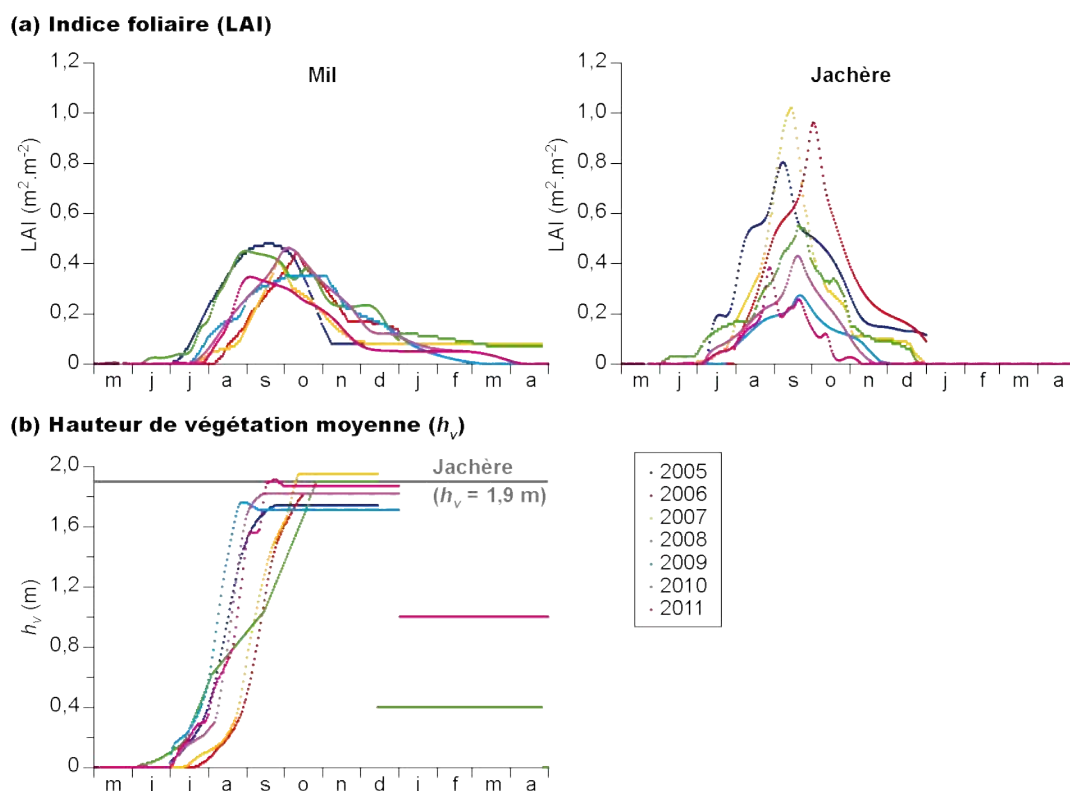 (a) Indice foliaire (LAI)
Mil
1,2
1,0
0,8
0,6
0,4
0,2
0
LAI (m².m⁻²)
m j j a s o n d j f m a
Jachère
1,2
1,0
0,8
0,6
0,4
0,2
0
LAI (m².m⁻²)
m j j a s o n d j f m a
(b) Hauteur de végétation moyenne (hᵥ)
2,0
1,6
1,2
0,8
0,4
0
hᵥ (m)
Jachère
(hᵥ = 1,9 m)
m j j a s o n d j f m a
2005
2006
2007
2008
2009
2010
2011